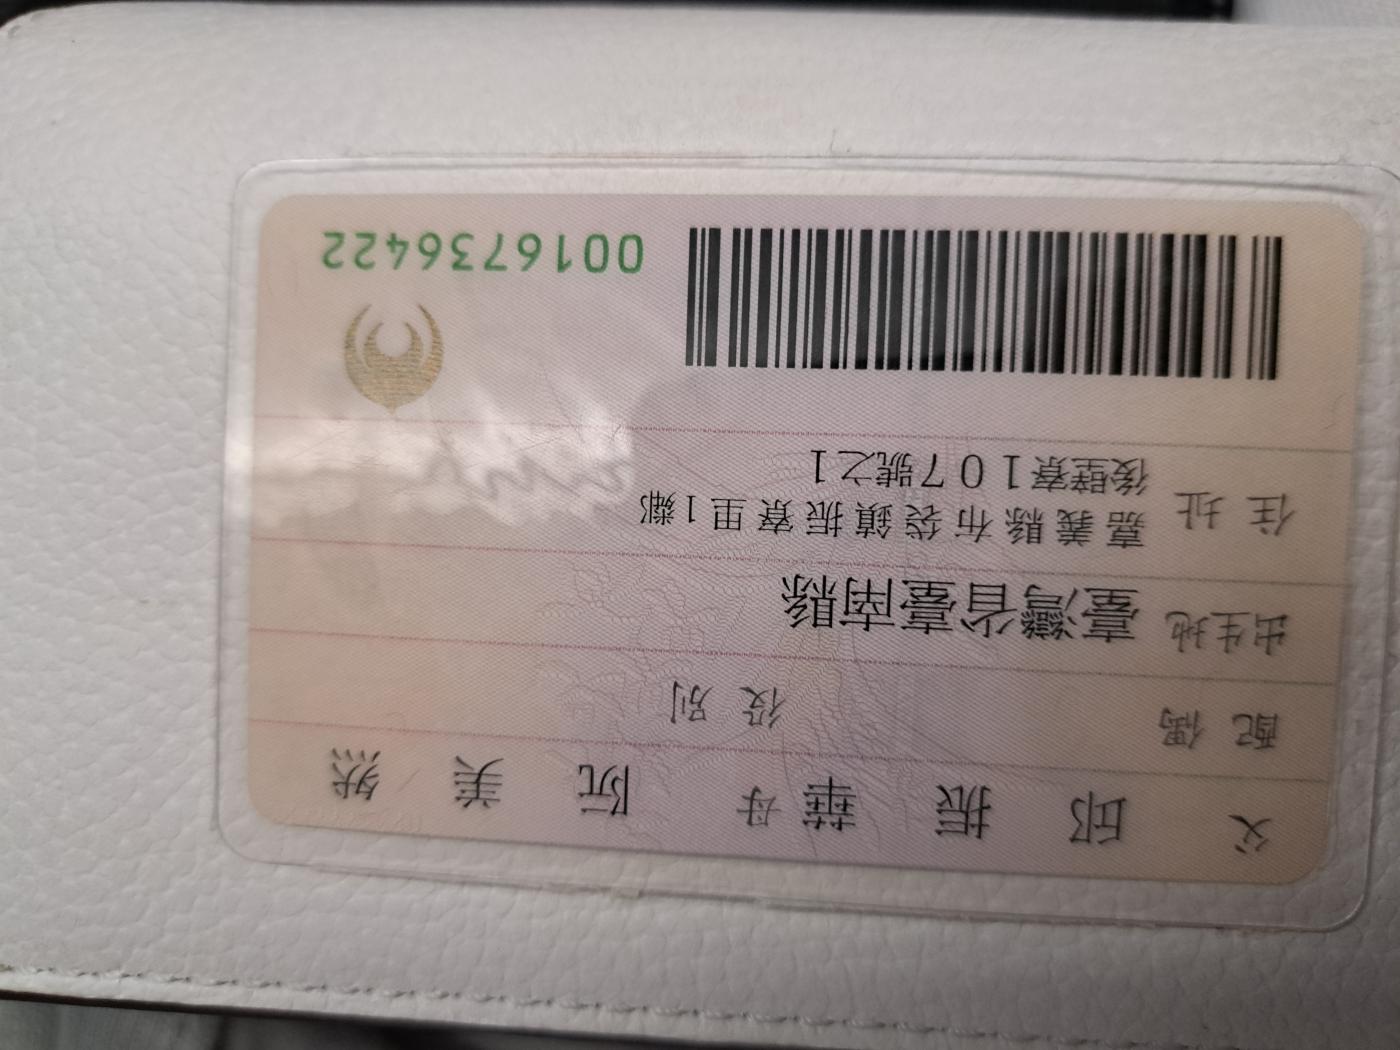 父 邱 振 華 母 阮 美 然
配 偶 役 別
出生地 臺灣省臺南縣
住 址 嘉義縣布袋鎮振寮里1鄰
後壁寮107號之1
0016736422